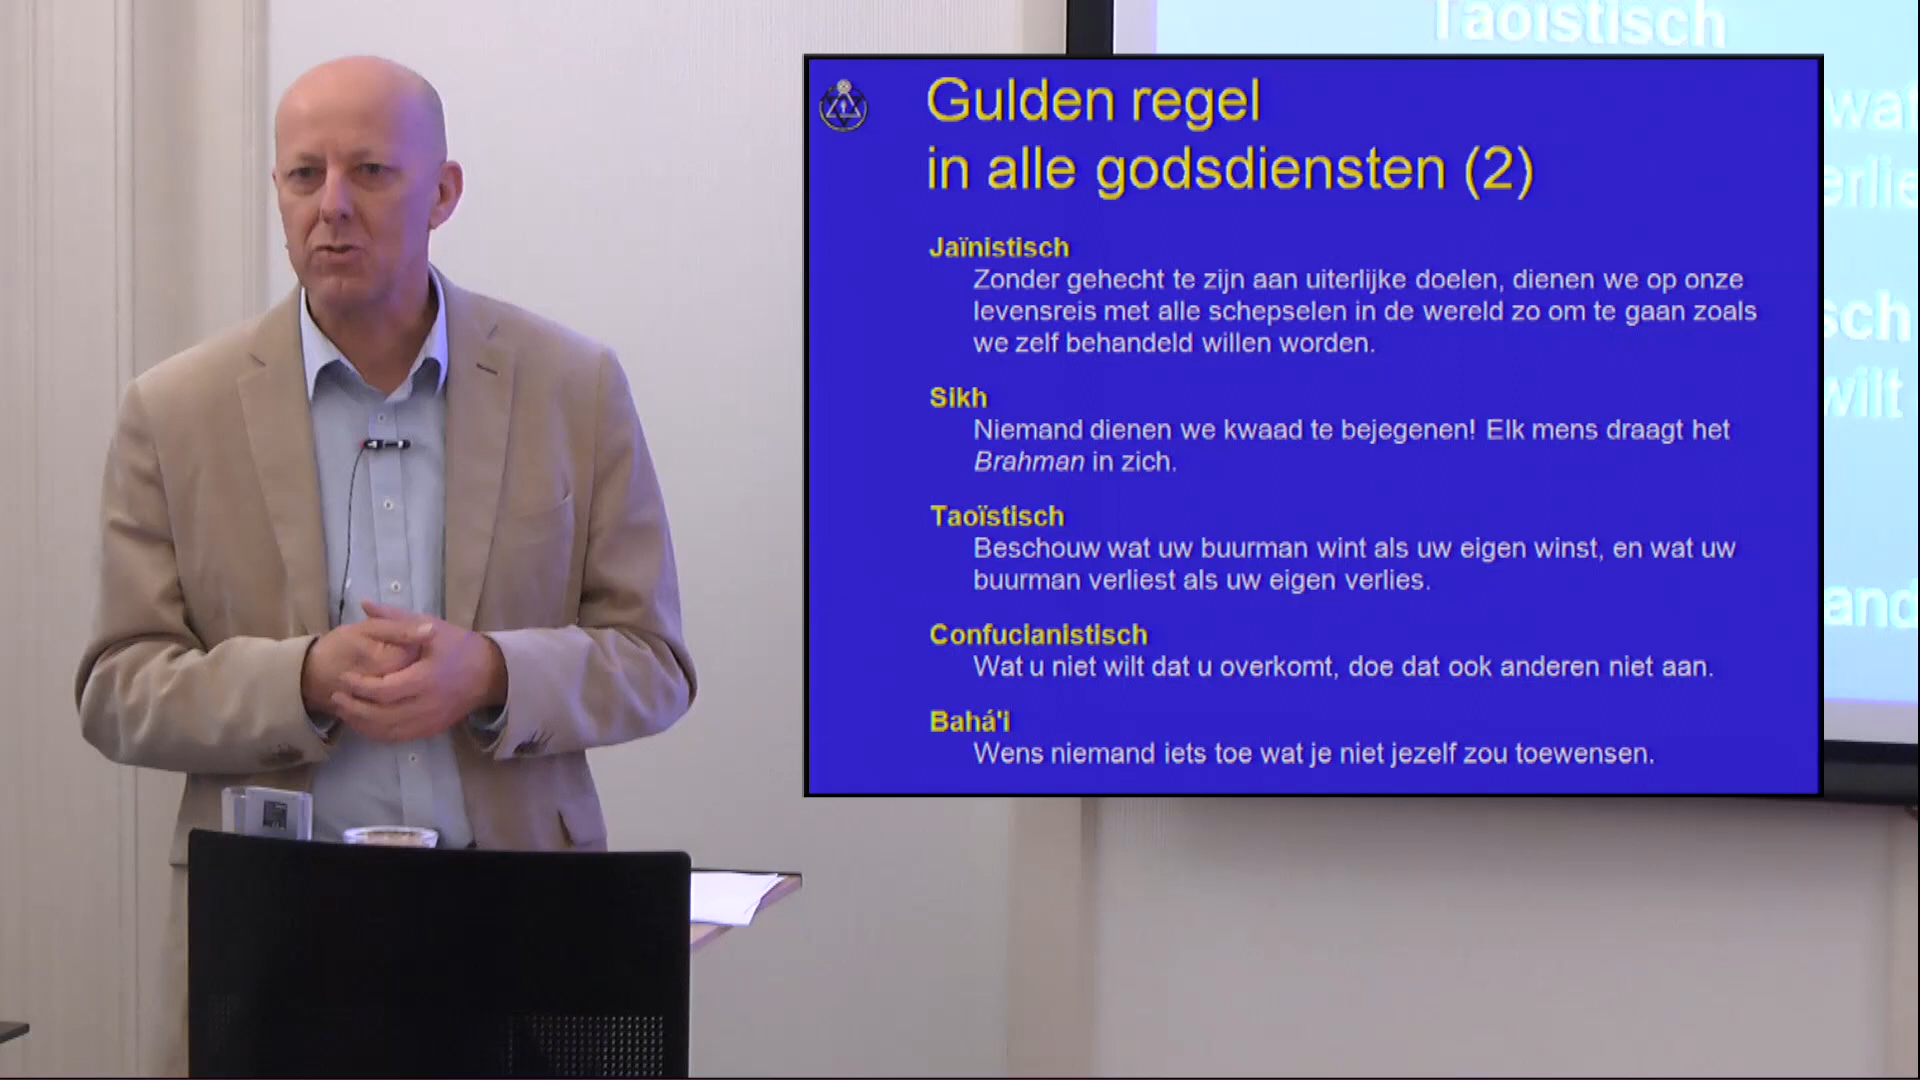 Taoïstisch
Gulden regel
in alle godsdiensten (2)
Jaïnistisch
Zonder gehecht te zijn aan uiterlijke doelen, dienen we op onze
levensreis met alle schepselen in de wereld zo om te gaan zoals
we zelf behandeld willen worden.
Sikh
Niemand dienen we kwaad te bejegenen! Elk mens draagt het
Brahman in zich.
Taoïstisch
Beschouw wat uw buurman wint als uw eigen winst, en wat uw
buurman verliest als uw eigen verlies.
Confucianistisch
Wat u niet wilt dat u overkomt, doe dat ook anderen niet aan.
Bahá'i
Wens niemand iets toe wat je niet jezelf zou toewensen.
wilt